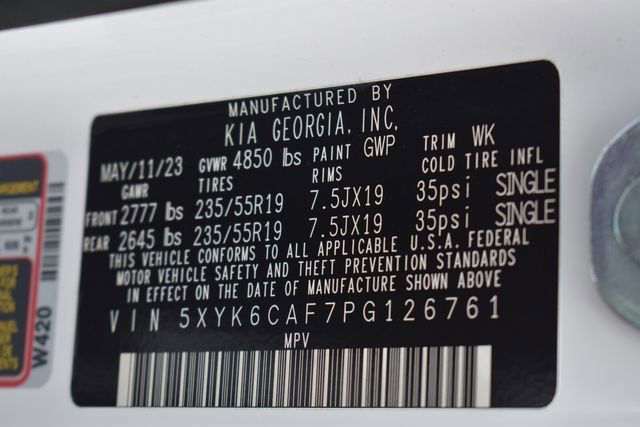 MANUFACTURED BY
KIA GEORGIA, INC.
MAY/11/23 GVWR 4850 lbs PAINT GWP TRIM WK
GAWR TIRES RIMS COLD TIRE INFL
FRONT 2777 lbs 235/55R19 7.5JX19 35psi SINGLE
REAR 2645 lbs 235/55R19 7.5JX19 35psi SINGLE
THIS VEHICLE CONFORMS TO ALL APPLICABLE U.S.A. FEDERAL
MOTOR VEHICLE SAFETY AND THEFT PREVENTION STANDARDS
IN EFFECT ON THE DATE OF MANUFACTURE SHOWN ABOVE
VIN 5XYK6CAF7PG126761
MPV
W420